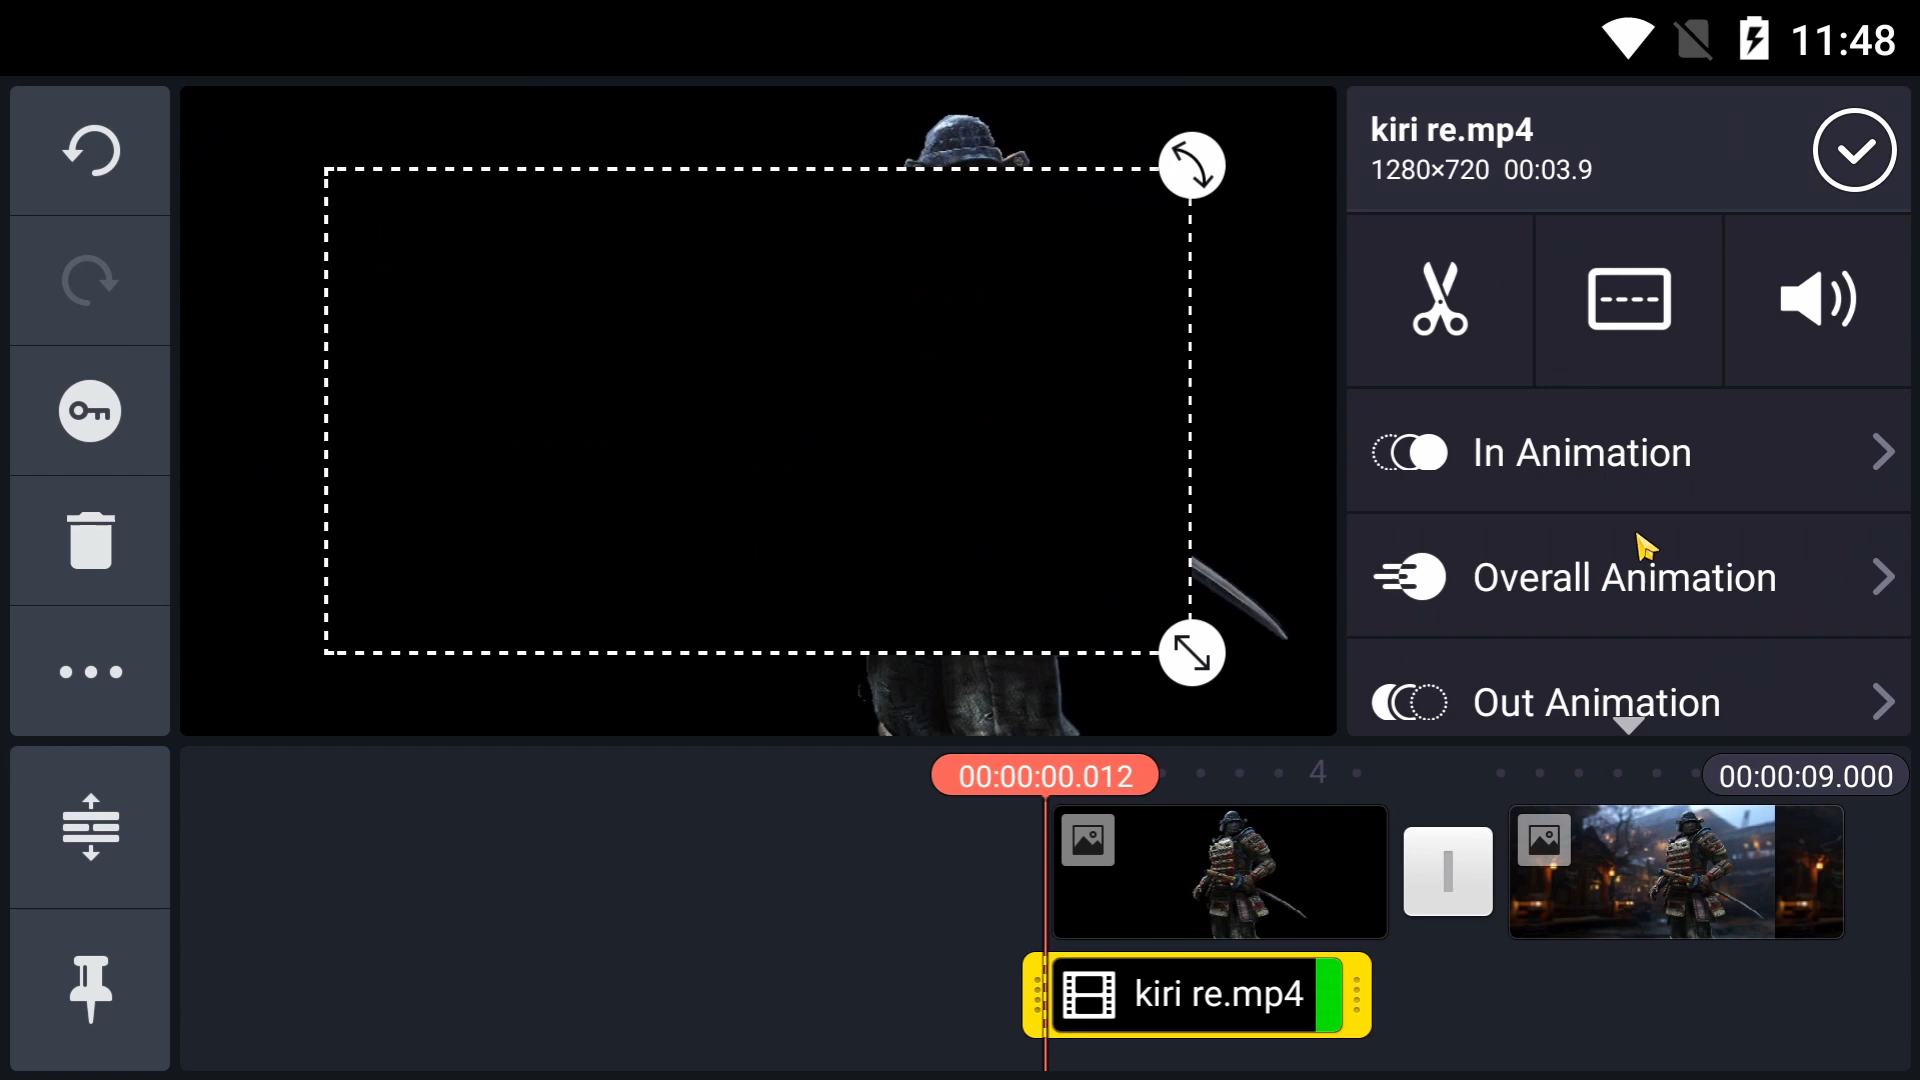 11:48
kiri re.mp4
1280×720 00:03.9
In Animation
Overall Animation
Out Animation
00:00:00.012
4
00:00:09.000
kiri re.mp4